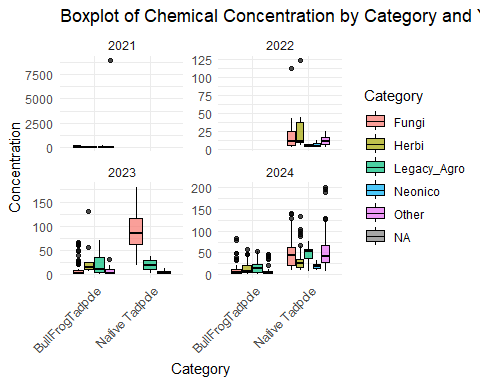 Boxplot of Chemical Concentration by Category and Y
2021
2022
7500
5000
2500
0
125
100
75
50
25
0
Concentration
2023
2024
150
100
50
0
200
150
100
50
0
BullFrogTadpole
Native Tadpole
BullFrogTadpole
Native Tadpole
Category
Category
Fungi
Herbi
Legacy_Agro
Neonico
Other
NA